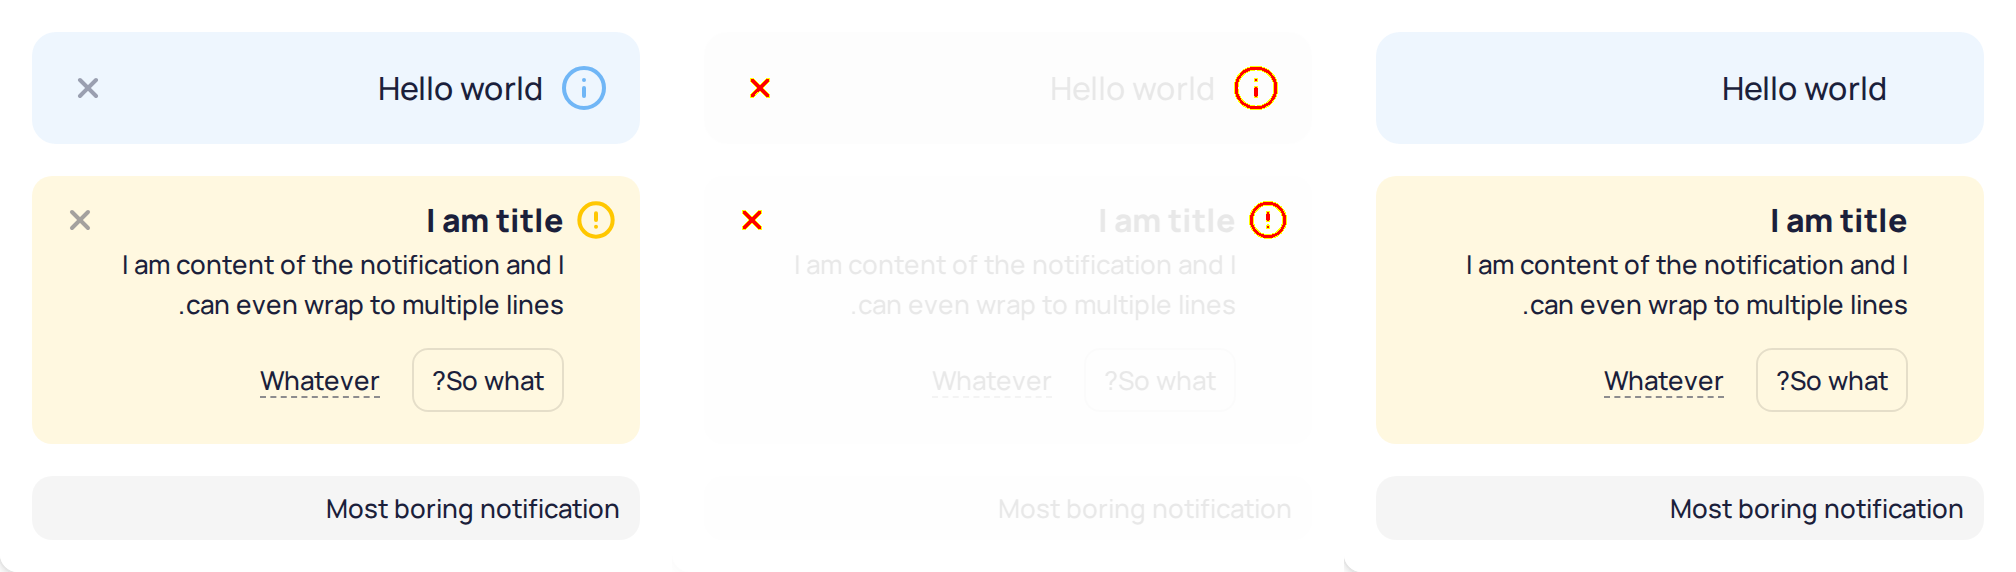 Hello world
I am title
I am content of the notification and I
.can even wrap to multiple lines
Whatever ?So what
Most boring notification
Hello world
I am title
I am content of the notification and I
.can even wrap to multiple lines
Whatever ?So what
Most boring notification
Hello world
I am title
I am content of the notification and I
.can even wrap to multiple lines
Whatever ?So what
Most boring notification